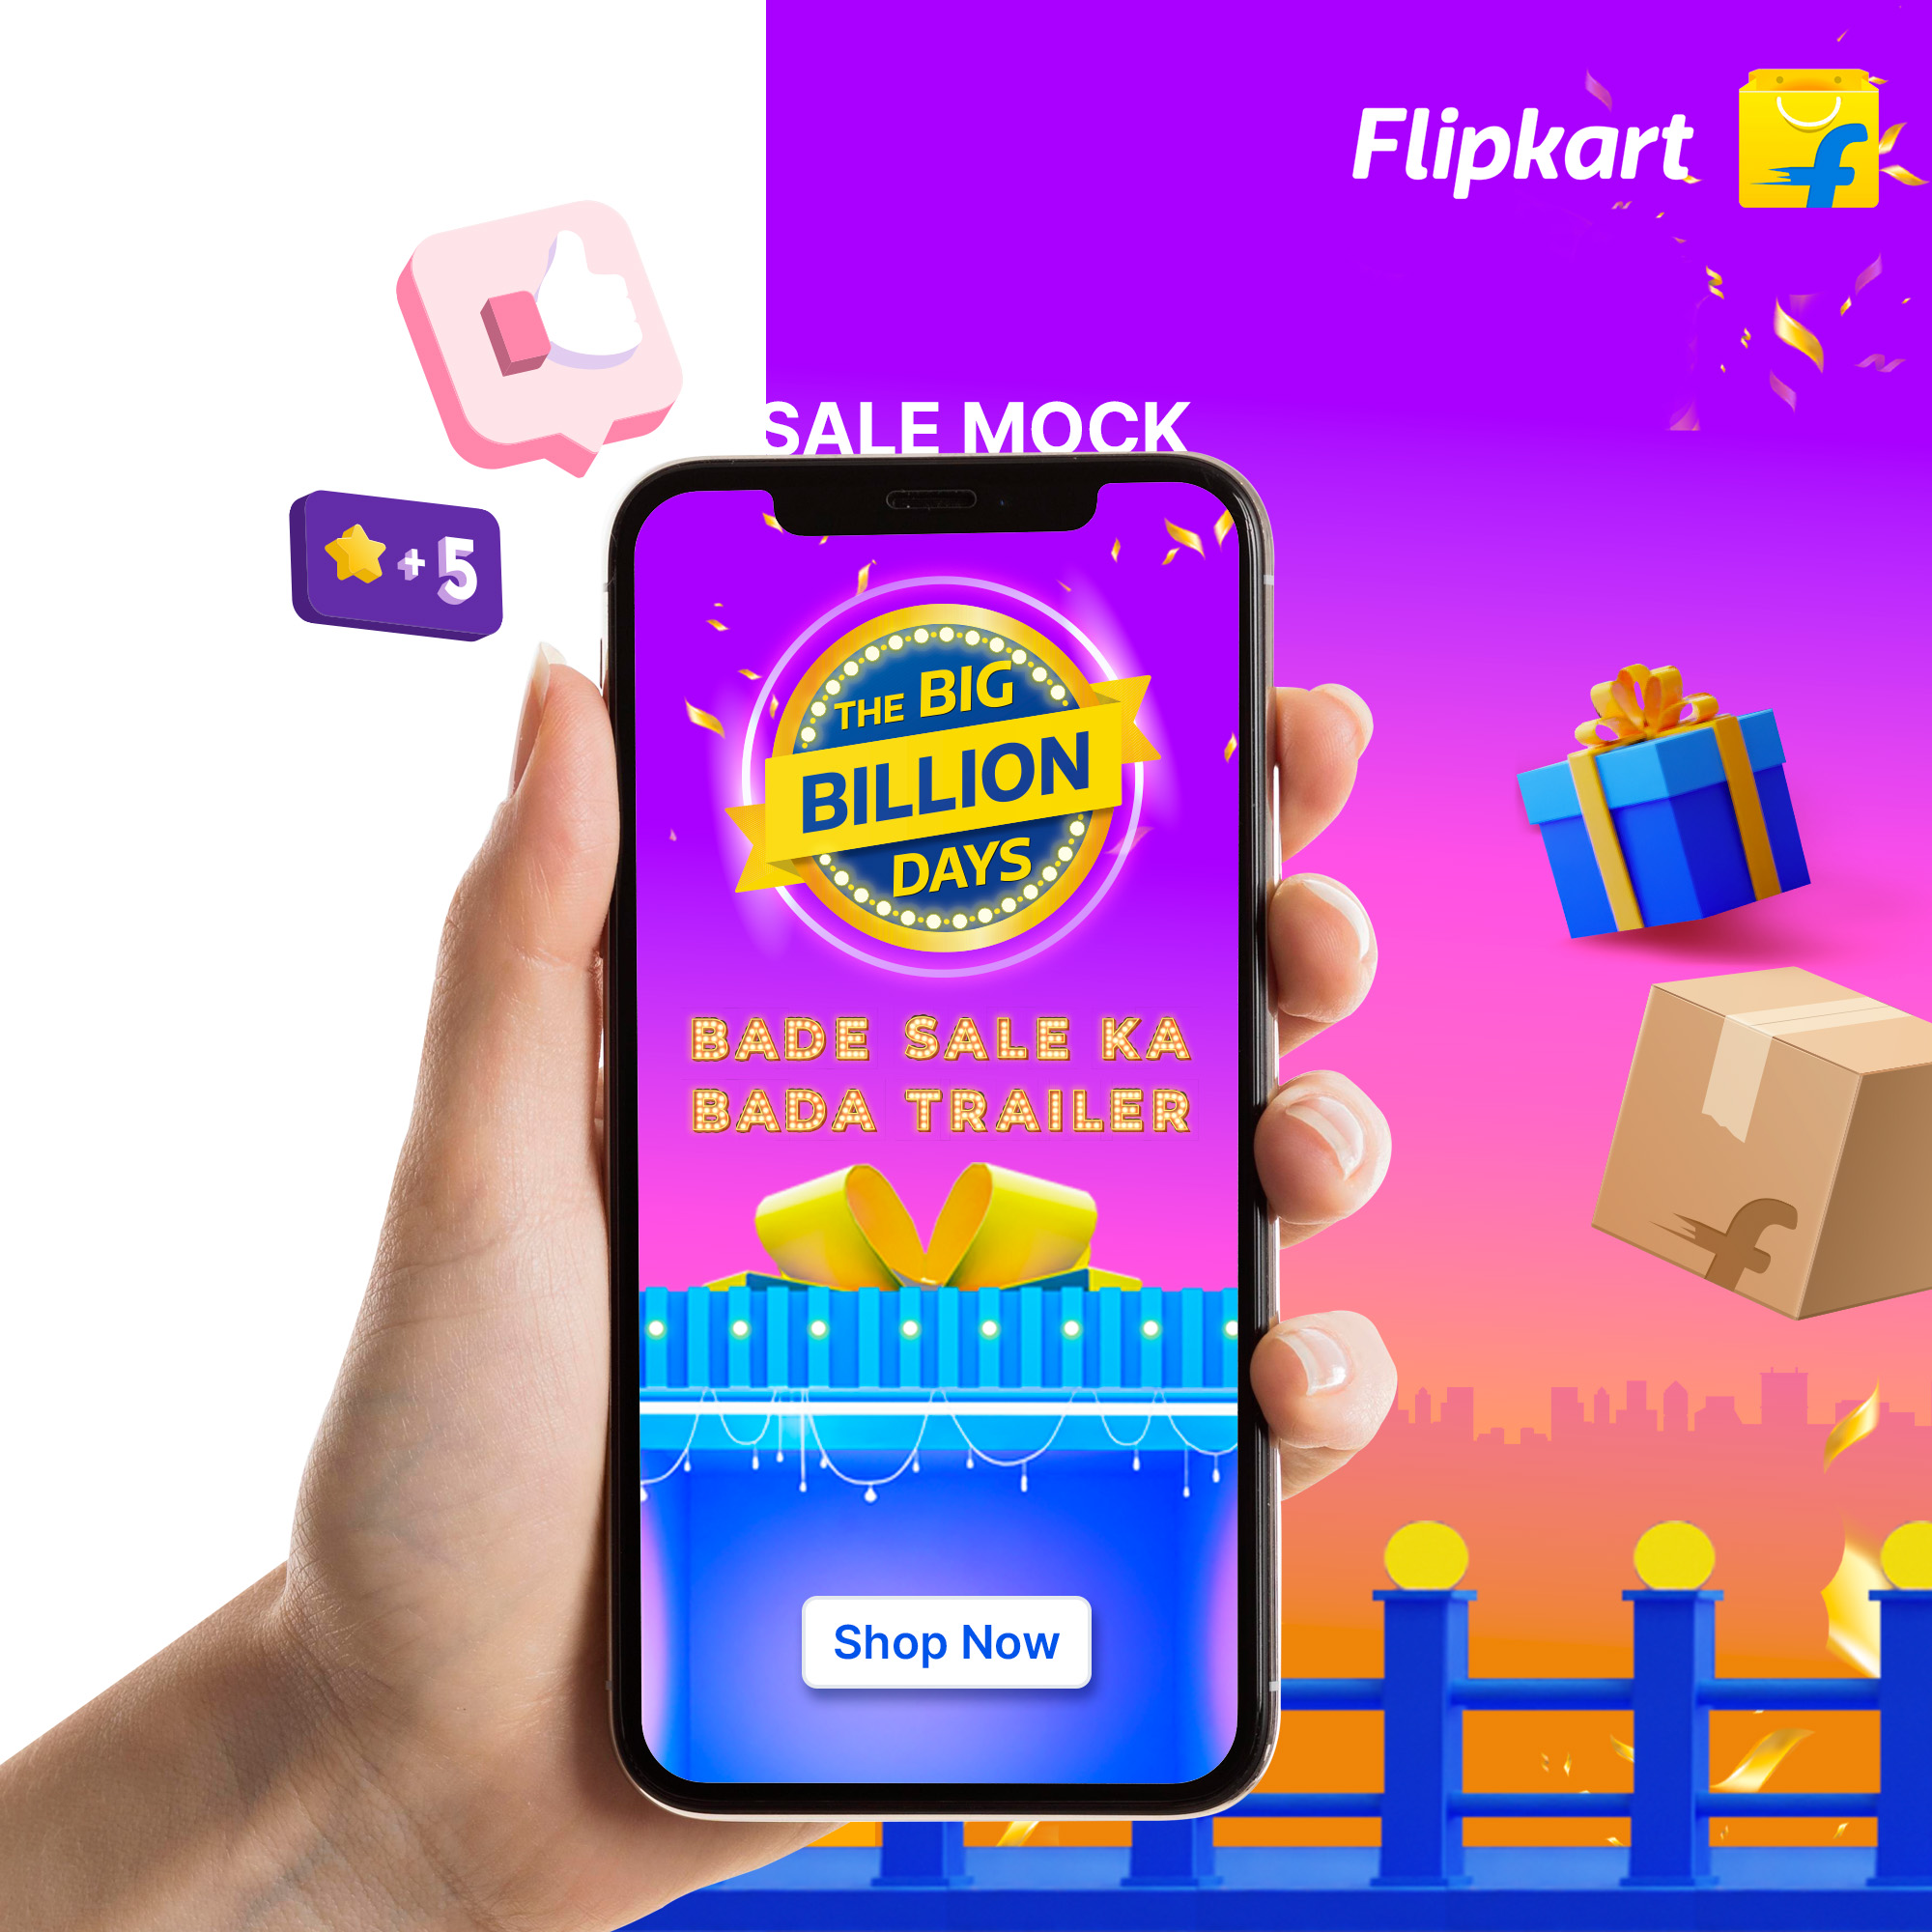 Flipkart
SALE MOCK
+5
THE BIG
BILLION
DAYS
BADE SALE KA
BADA TRAILER
Shop Now